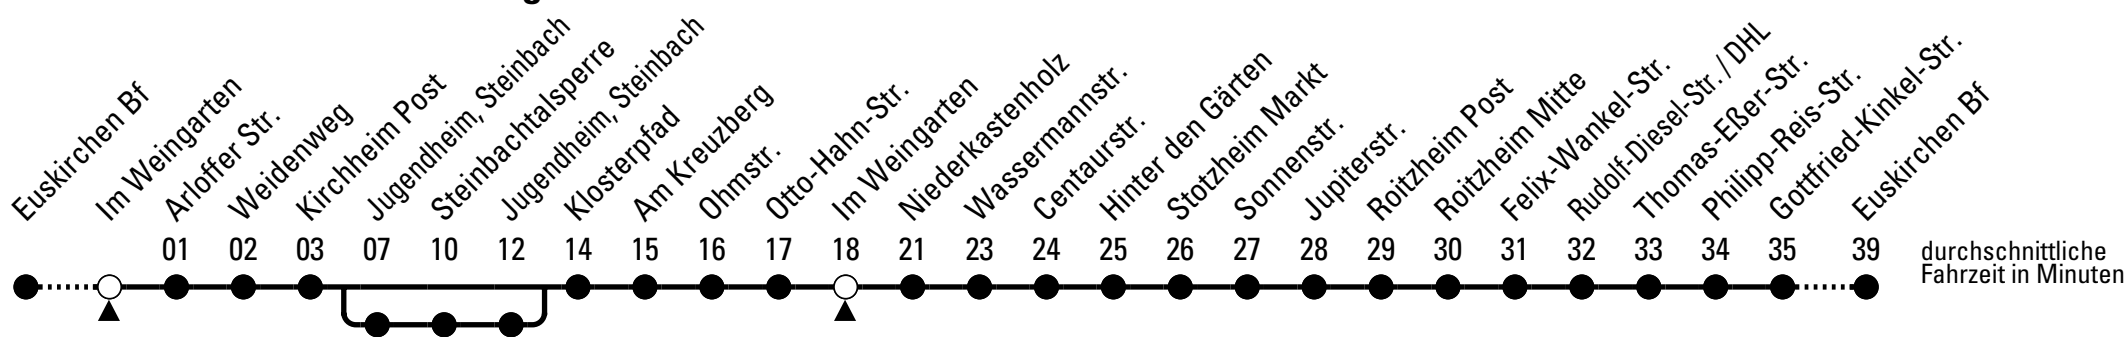 Euskirchen Bf
Im Weingarten
Arloffer Str.
Weidenweg
Kirchheim Post
Jugendheim, Steinbach
Steinbachtalsperre
Jugendheim, Steinbach
Klosterpfad
Am Kreuzberg
Ohmstr.
Otto-Hahn-Str.
Im Weingarten
Niederkastenholz
Wassermannstr.
Centaurstr.
Hinter den Gärten
Stotzheim Markt
Sonnenstr.
Jupiterstr.
Roitzheim Post
Roitzheim Mitte
Felix-Wankel-Str.
Rudolf-Diesel-Str. / DHL
Thomas-Eßer-Str.
Philipp-Reis-Str.
Gottfried-Kinkel-Str.
Euskirchen Bf
01 02 03 07 10 12 14 15 16 17 18 21 23 24 25 26 27 28 29 30 31 32 33 34 35 39
durchschnittliche
Fahrzeit in Minuten